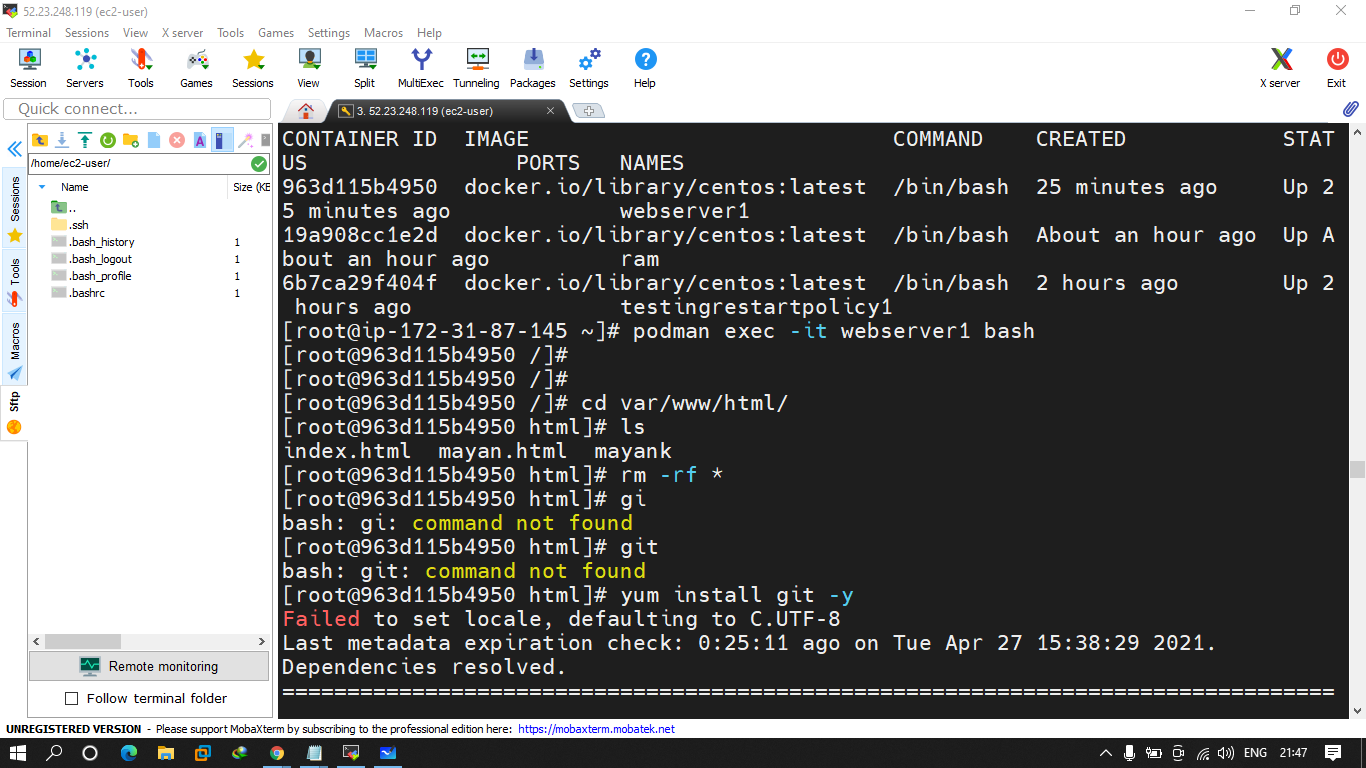 52.23.248.119 (ec2-user)
Terminal Sessions View X server Tools Games Settings Macros Help
Session Servers Tools Games Sessions View Split MultiExec Tunneling Packages Settings Help X server Exit
Quick connect...
3. 52.23.248.119 (ec2-user)
/home/ec2-user/
Name Size (KB
..
.ssh
.bash_history 1
.bash_logout 1
.bash_profile 1
.bashrc 1
Sessions
Tools
Macros
Sftp
Remote monitoring
Follow terminal folder
CONTAINER ID  IMAGE                            COMMAND    CREATED            STAT
US                PORTS   NAMES
963d115b4950  docker.io/library/centos:latest  /bin/bash  25 minutes ago     Up 2
5 minutes ago             webserver1
19a908cc1e2d  docker.io/library/centos:latest  /bin/bash  About an hour ago  Up A
bout an hour ago          ram
6b7ca29f404f  docker.io/library/centos:latest  /bin/bash  2 hours ago        Up 2
 hours ago                testingrestartpolicy1
[root@ip-172-31-87-145 ~]# podman exec -it webserver1 bash
[root@963d115b4950 /]#
[root@963d115b4950 /]#
[root@963d115b4950 /]# cd var/www/html/
[root@963d115b4950 html]# ls
index.html  mayan.html  mayank
[root@963d115b4950 html]# rm -rf *
[root@963d115b4950 html]# gi
bash: gi: command not found
[root@963d115b4950 html]# git
bash: git: command not found
[root@963d115b4950 html]# yum install git -y
Failed to set locale, defaulting to C.UTF-8
Last metadata expiration check: 0:25:11 ago on Tue Apr 27 15:38:29 2021.
Dependencies resolved.
=================================================================================
UNREGISTERED VERSION - Please support MobaXterm by subscribing to the professional edition here: https://mobaxterm.mobatek.net
ENG 21:47